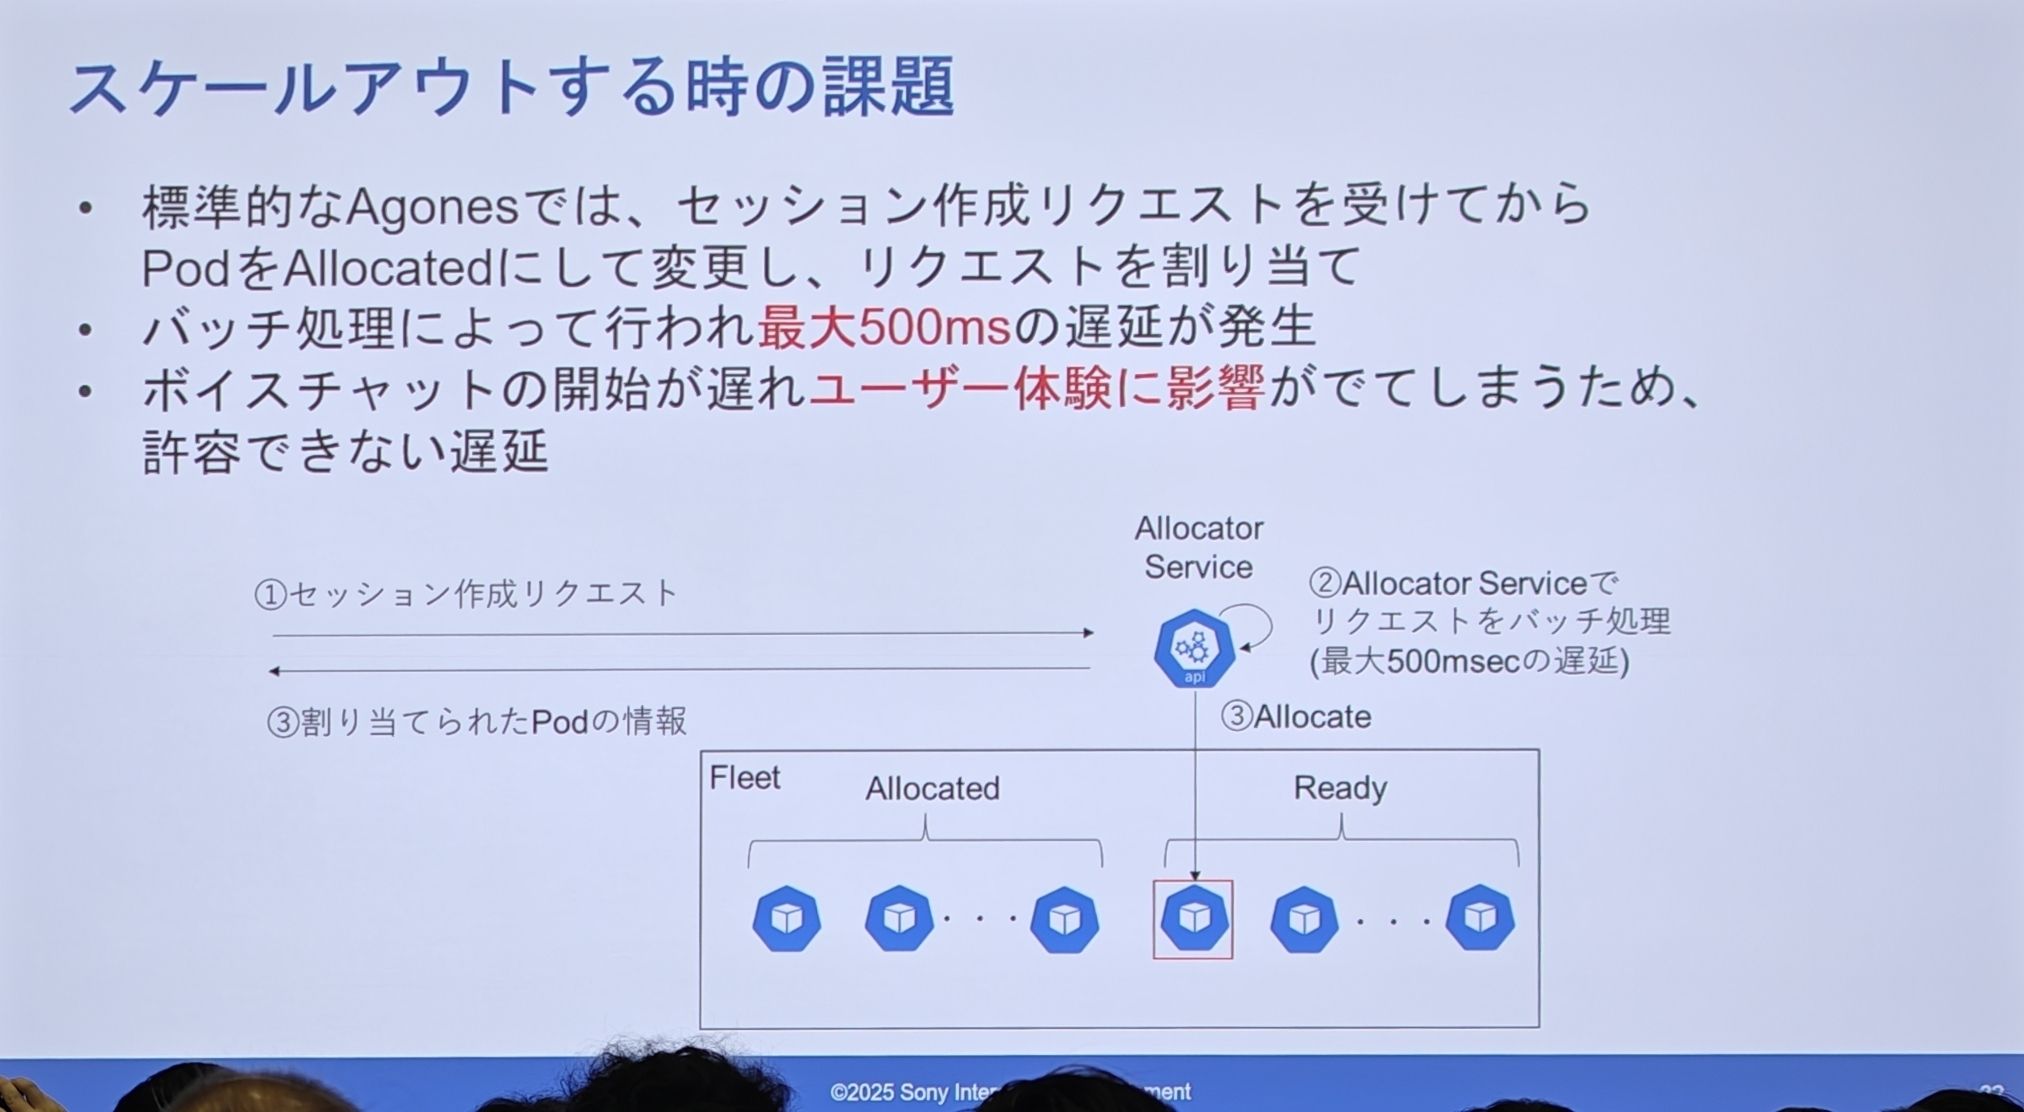 スケールアウトする時の課題
• 標準的なAgonesでは、セッション作成リクエストを受けてから
PodをAllocatedにして変更し、リクエストを割り当て
• バッチ処理によって行われ最大500msの遅延が発生
• ボイスチャットの開始が遅れユーザー体験に影響がでてしまうため、
許容できない遅延
Allocator
Service
①セッション作成リクエスト
②Allocator Serviceで
リクエストをバッチ処理
(最大500msecの遅延)
api
③割り当てられたPodの情報
③Allocate
Fleet
Allocated
Ready
©2025 Sony